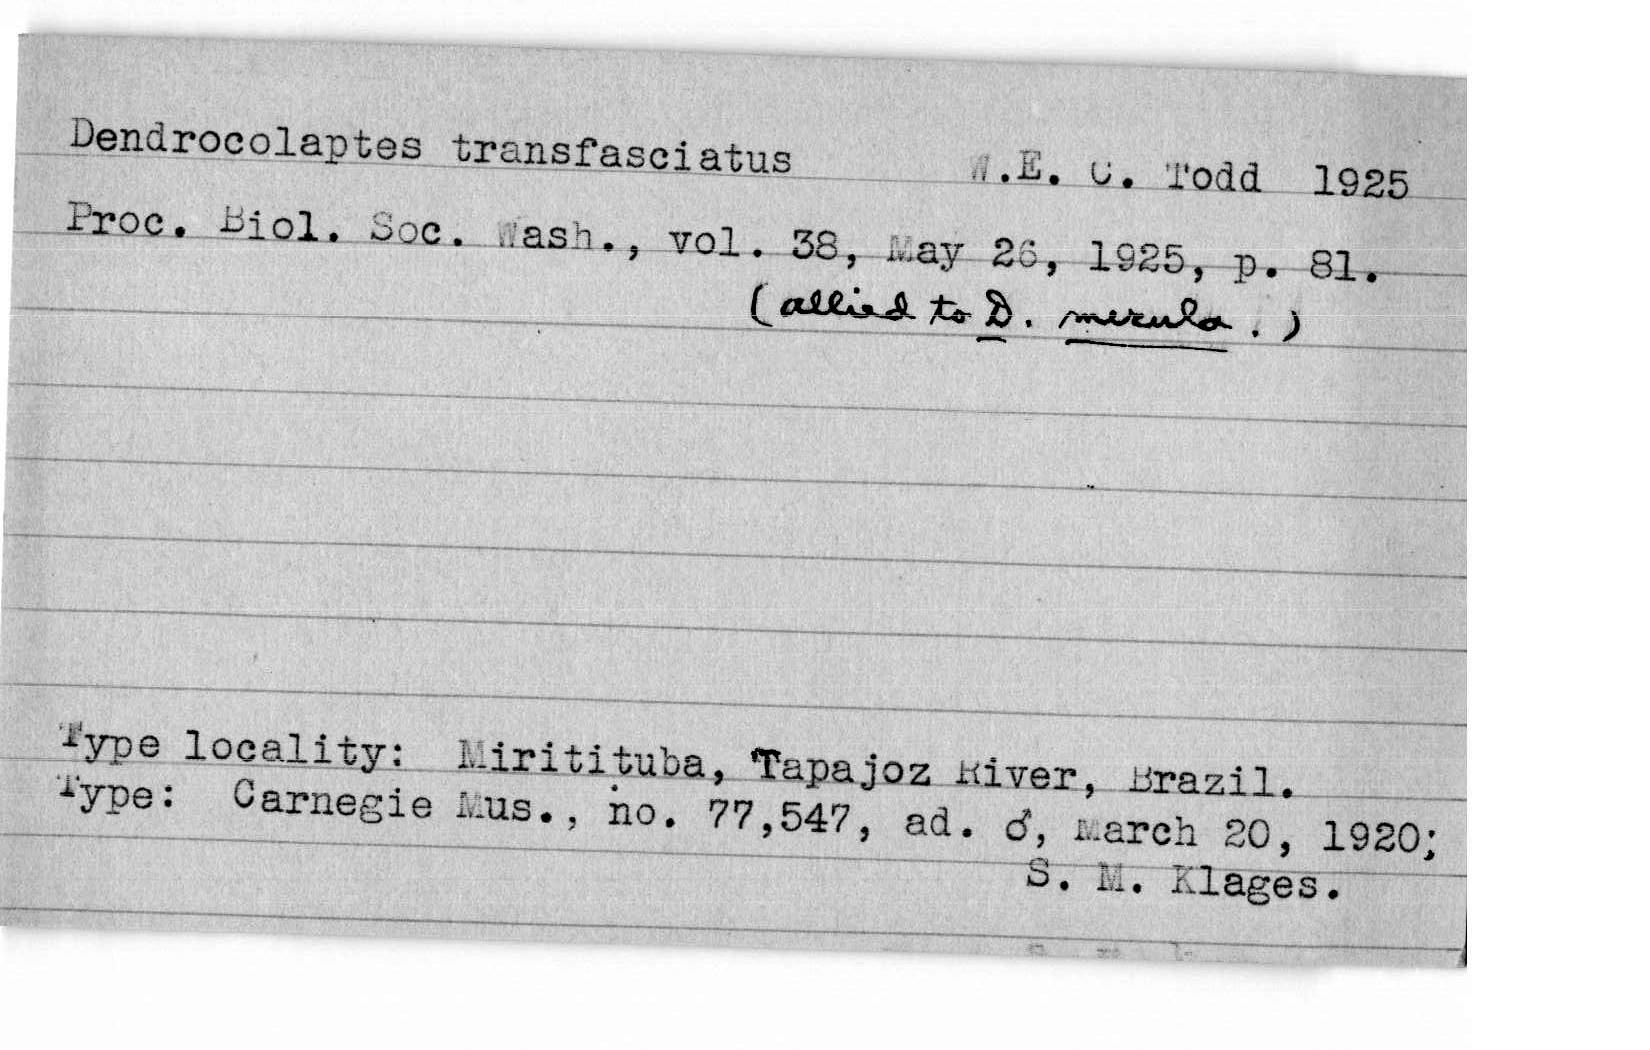 Dendrocolaptes transfasciatus W.E. C. Todd 1925
Proc. Biol. Soc. Wash., vol. 38, May 26, 1925, p. 81.
(allied to D. merula.)
Type locality: Miritituba, Tapajoz River, Brazil.
Type: Carnegie Mus., no. 77,547, ad. ♂, March 20, 1920;
S. M. Klages.